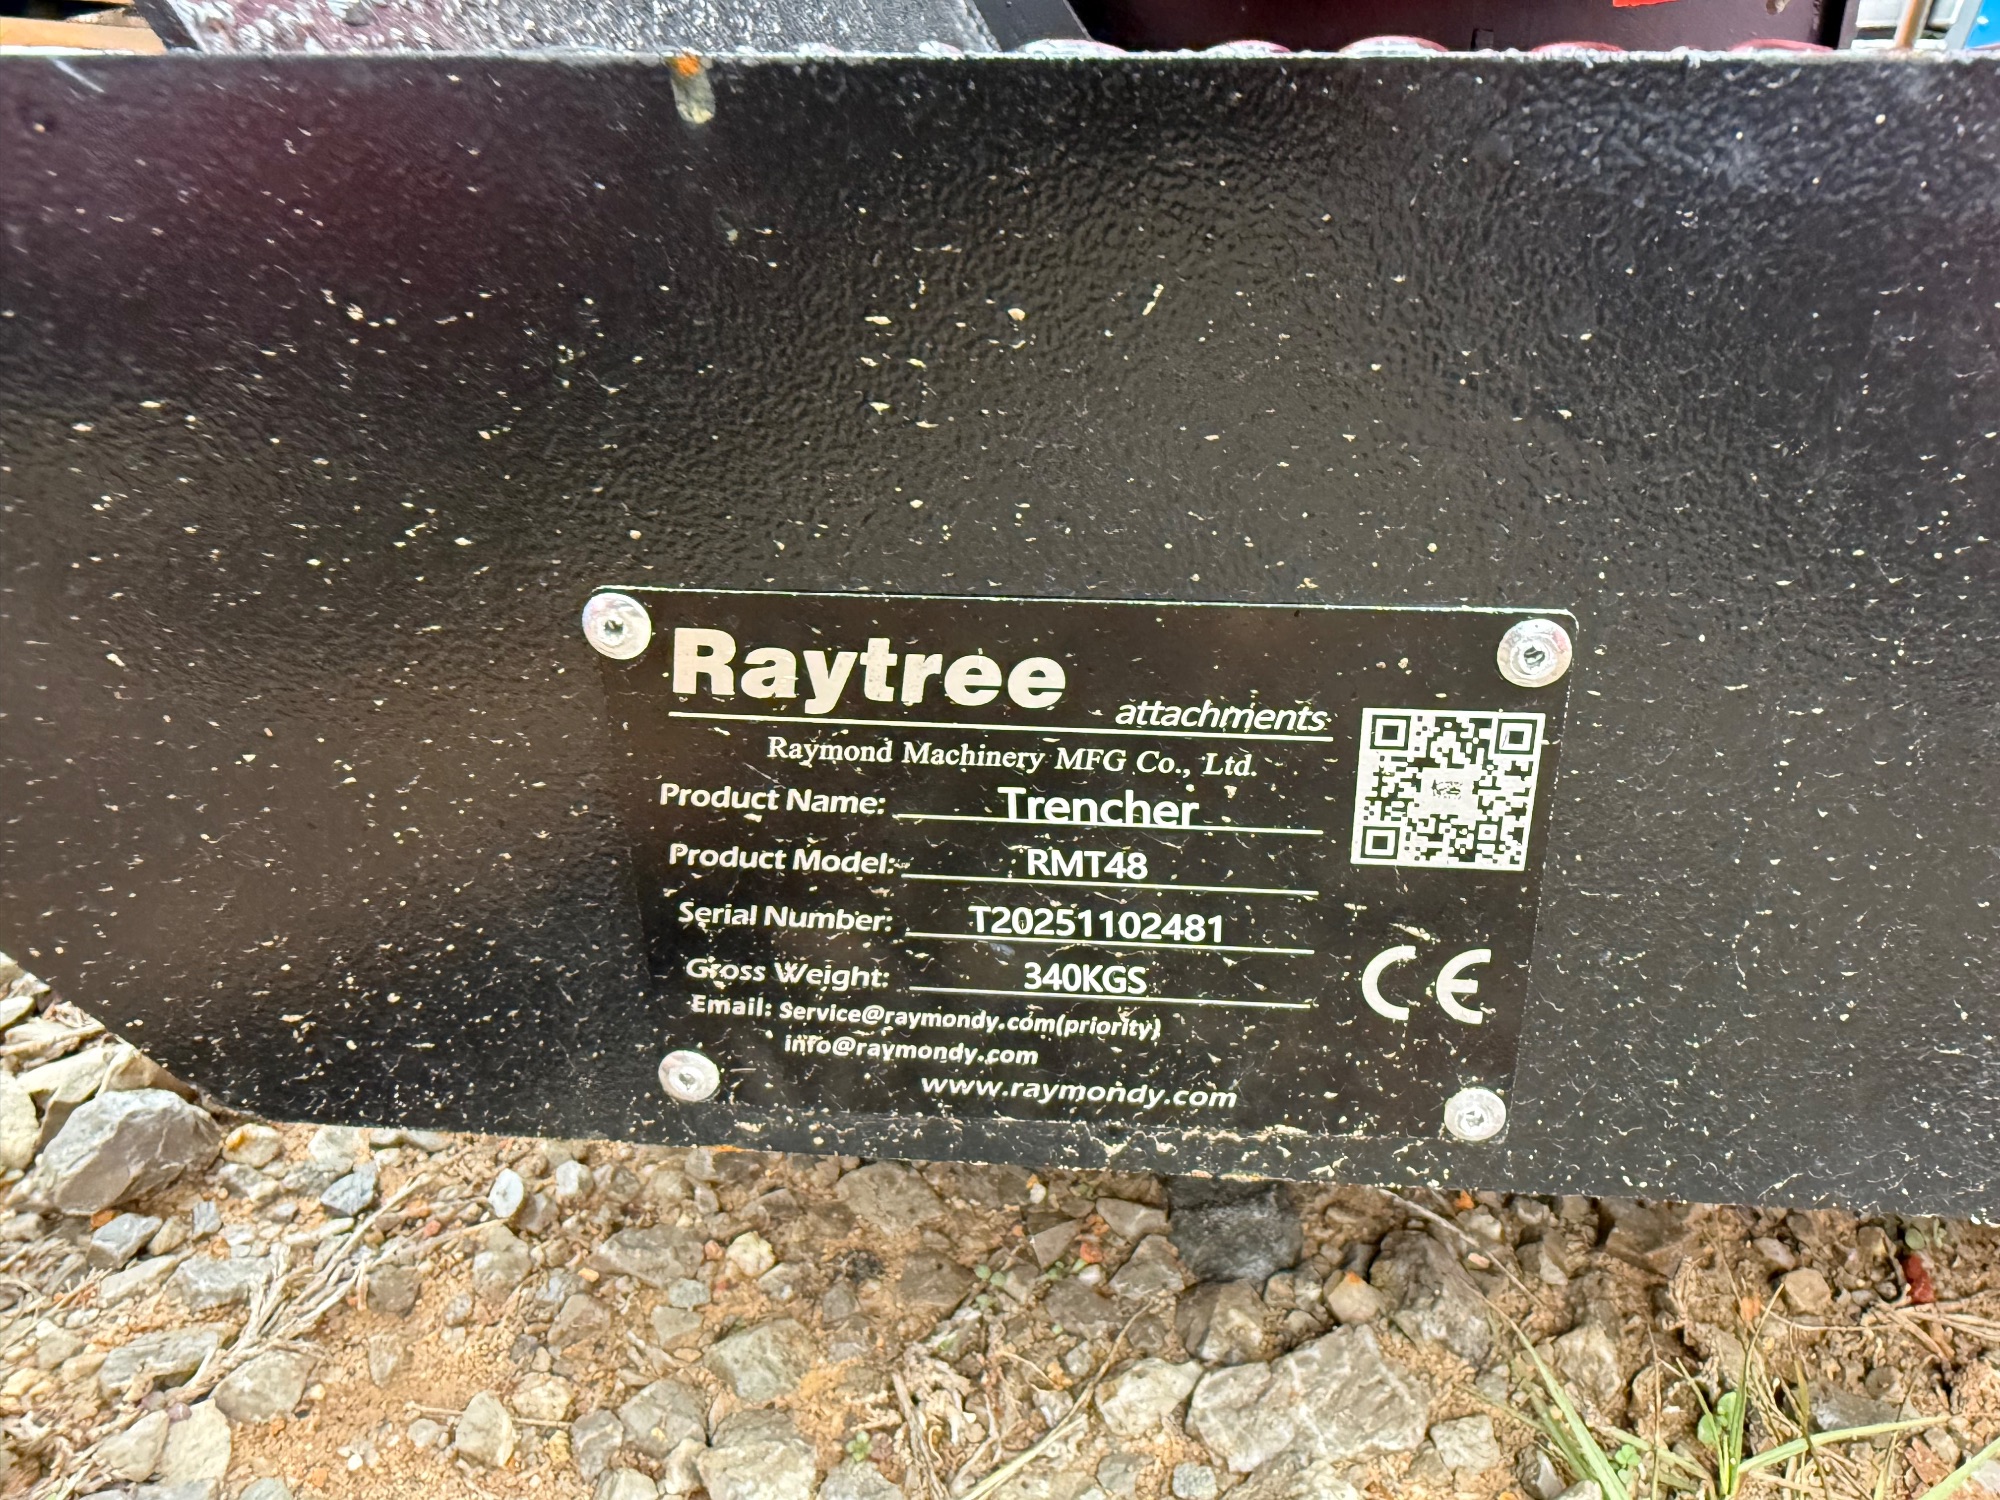 Raytree
attachments
Raymond Machinery MFG Co., Ltd.
Product Name: Trencher
Product Model: RMT48
Serial Number: T20251102481
Gross Weight: 340KGS
Email: Service@raymondy.com(priority)
info@raymondy.com
www.raymondy.com
CE